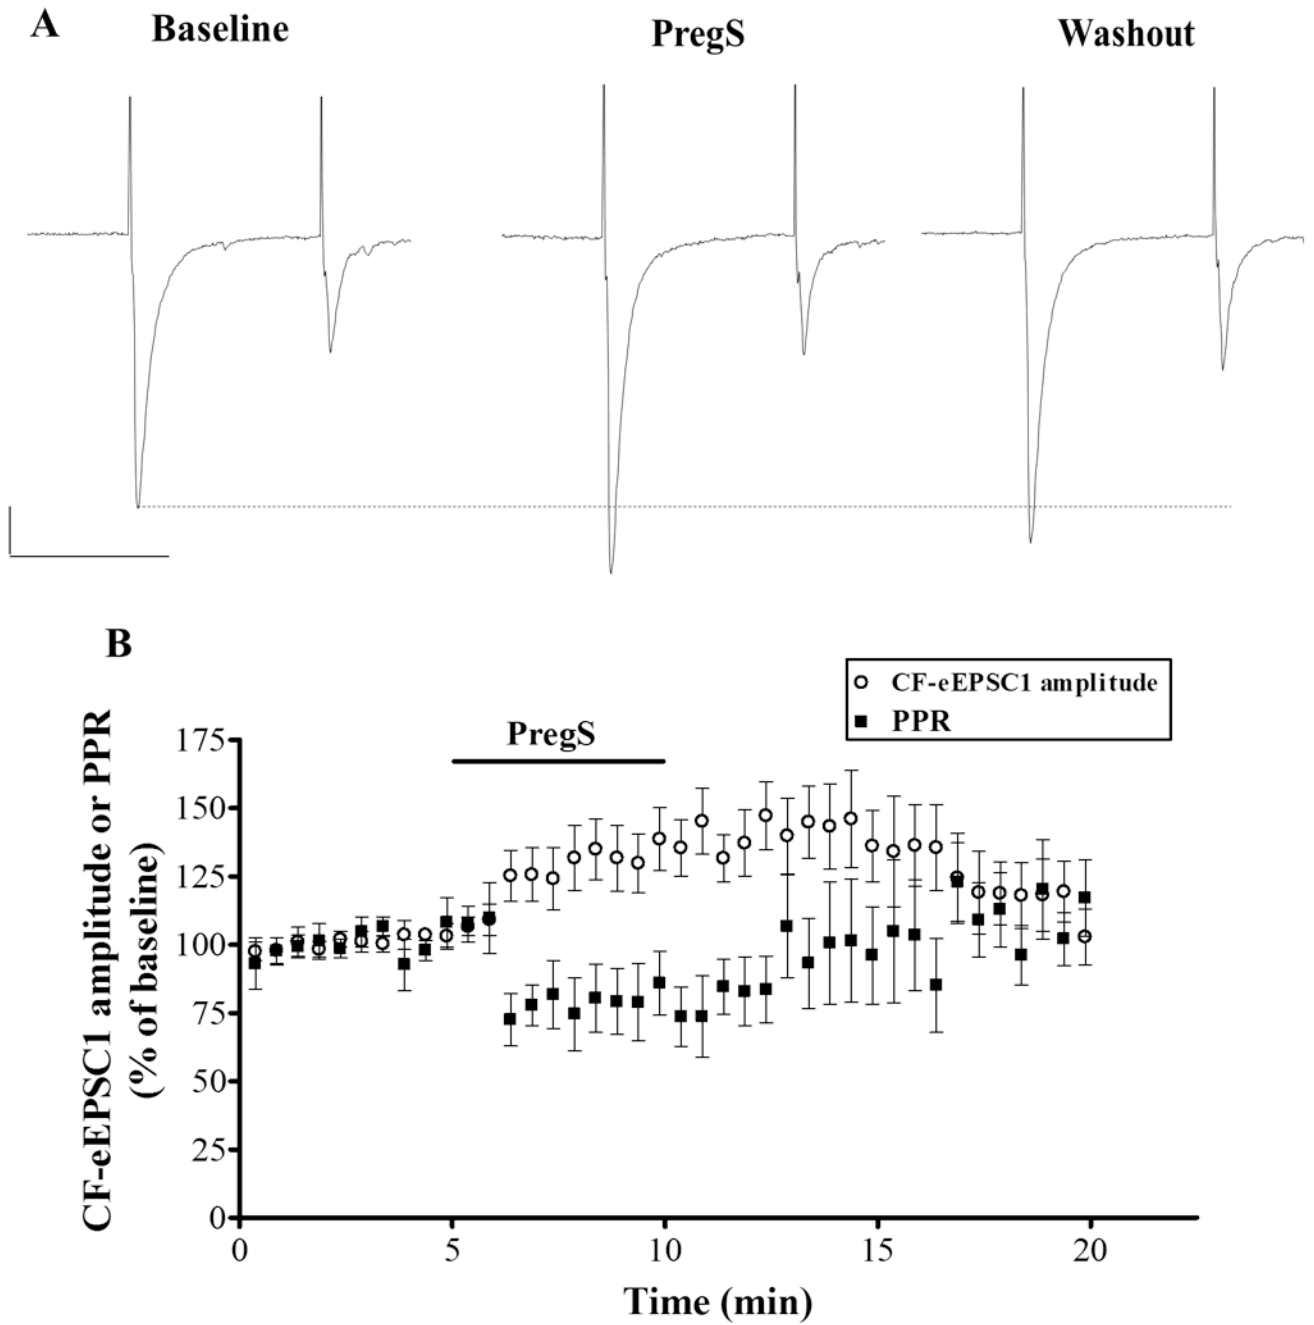 A
Baseline
PregS
Washout
B
CF-eEPSC1 amplitude
PPR
PregS
CF-eEPSC1 amplitude or PPR
(% of baseline)
175
150
125
100
75
50
25
0
0
5
10
15
20
Time (min)